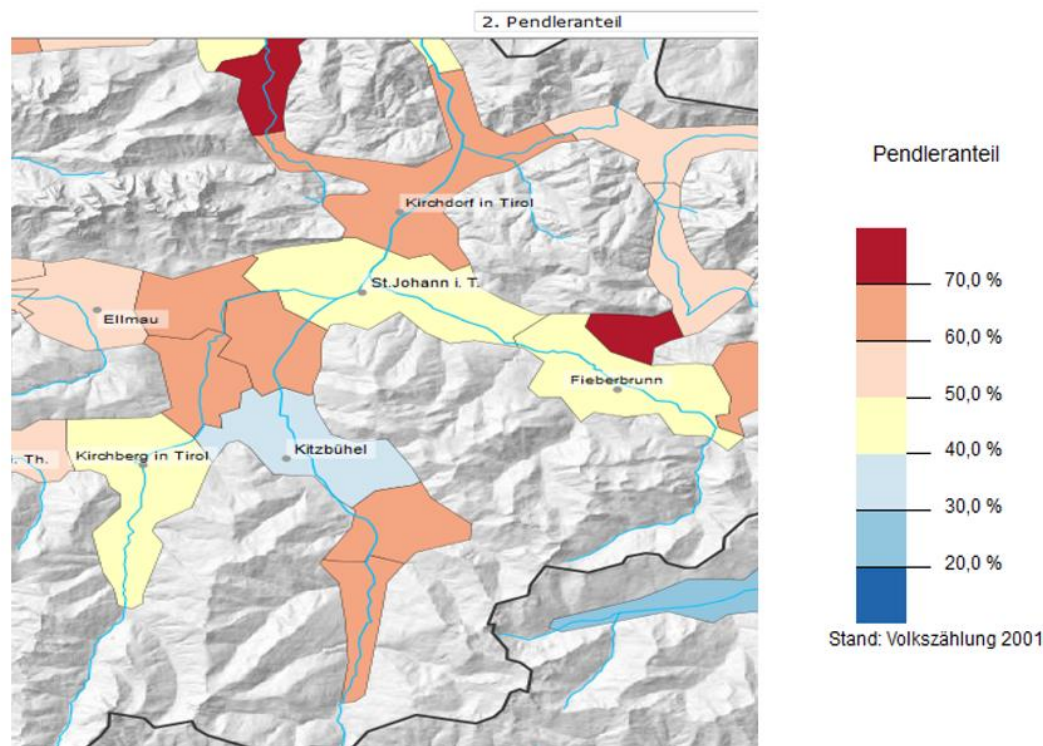 2. Pendleranteil
Kirchdorf in Tirol
St.Johann i. T.
Ellmau
Fieberbrunn
Kitzbühel
Kirchberg in Tirol
. Th.
Pendleranteil
70,0 %
60,0 %
50,0 %
40,0 %
30,0 %
20,0 %
Stand: Volkszählung 2001